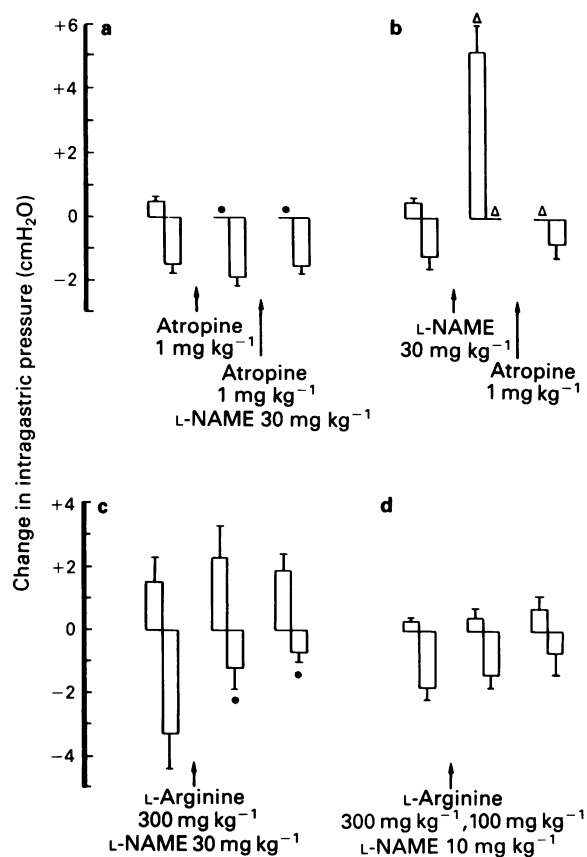 Change in intragastric pressure (cmH₂O)
a
+6
+4
+2
0
−2
Atropine
1 mg kg⁻¹
Atropine
1 mg kg⁻¹
L-NAME 30 mg kg⁻¹
b
Δ
Δ
Δ
L-NAME
30 mg kg⁻¹
Atropine
1 mg kg⁻¹
c
+4
+2
0
−2
−4
L-Arginine
300 mg kg⁻¹
L-NAME 30 mg kg⁻¹
d
L-Arginine
300 mg kg⁻¹, 100 mg kg⁻¹
L-NAME 10 mg kg⁻¹